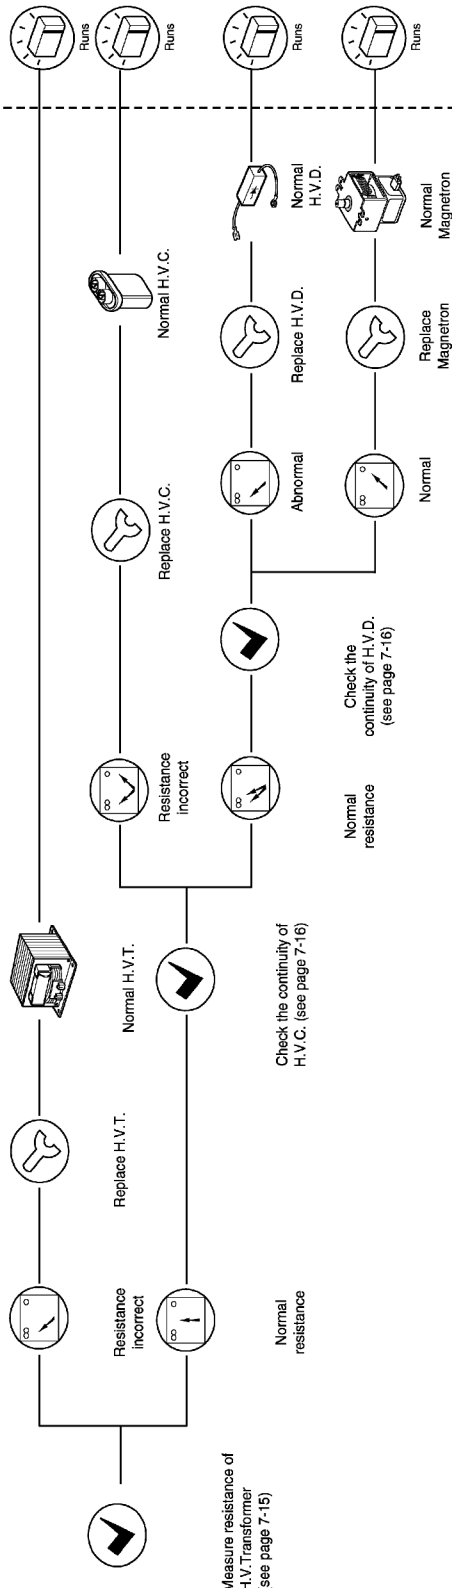 Measure resistance of
H.V.Transformer
(see page 7-15)
Resistance
incorrect
Normal
resistance
Replace H.V.T.
Normal H.V.T.
Check the continuity of
H.V.C. (see page 7-16)
Resistance
incorrect
Normal
resistance
Replace H.V.C.
Normal H.V.C.
Check the
continuity of H.V.D.
(see page 7-16)
Abnormal
Normal
Replace H.V.D.
Replace
Magnetron
Normal
H.V.D.
Normal
Magnetron
Runs
Runs
Runs
Runs